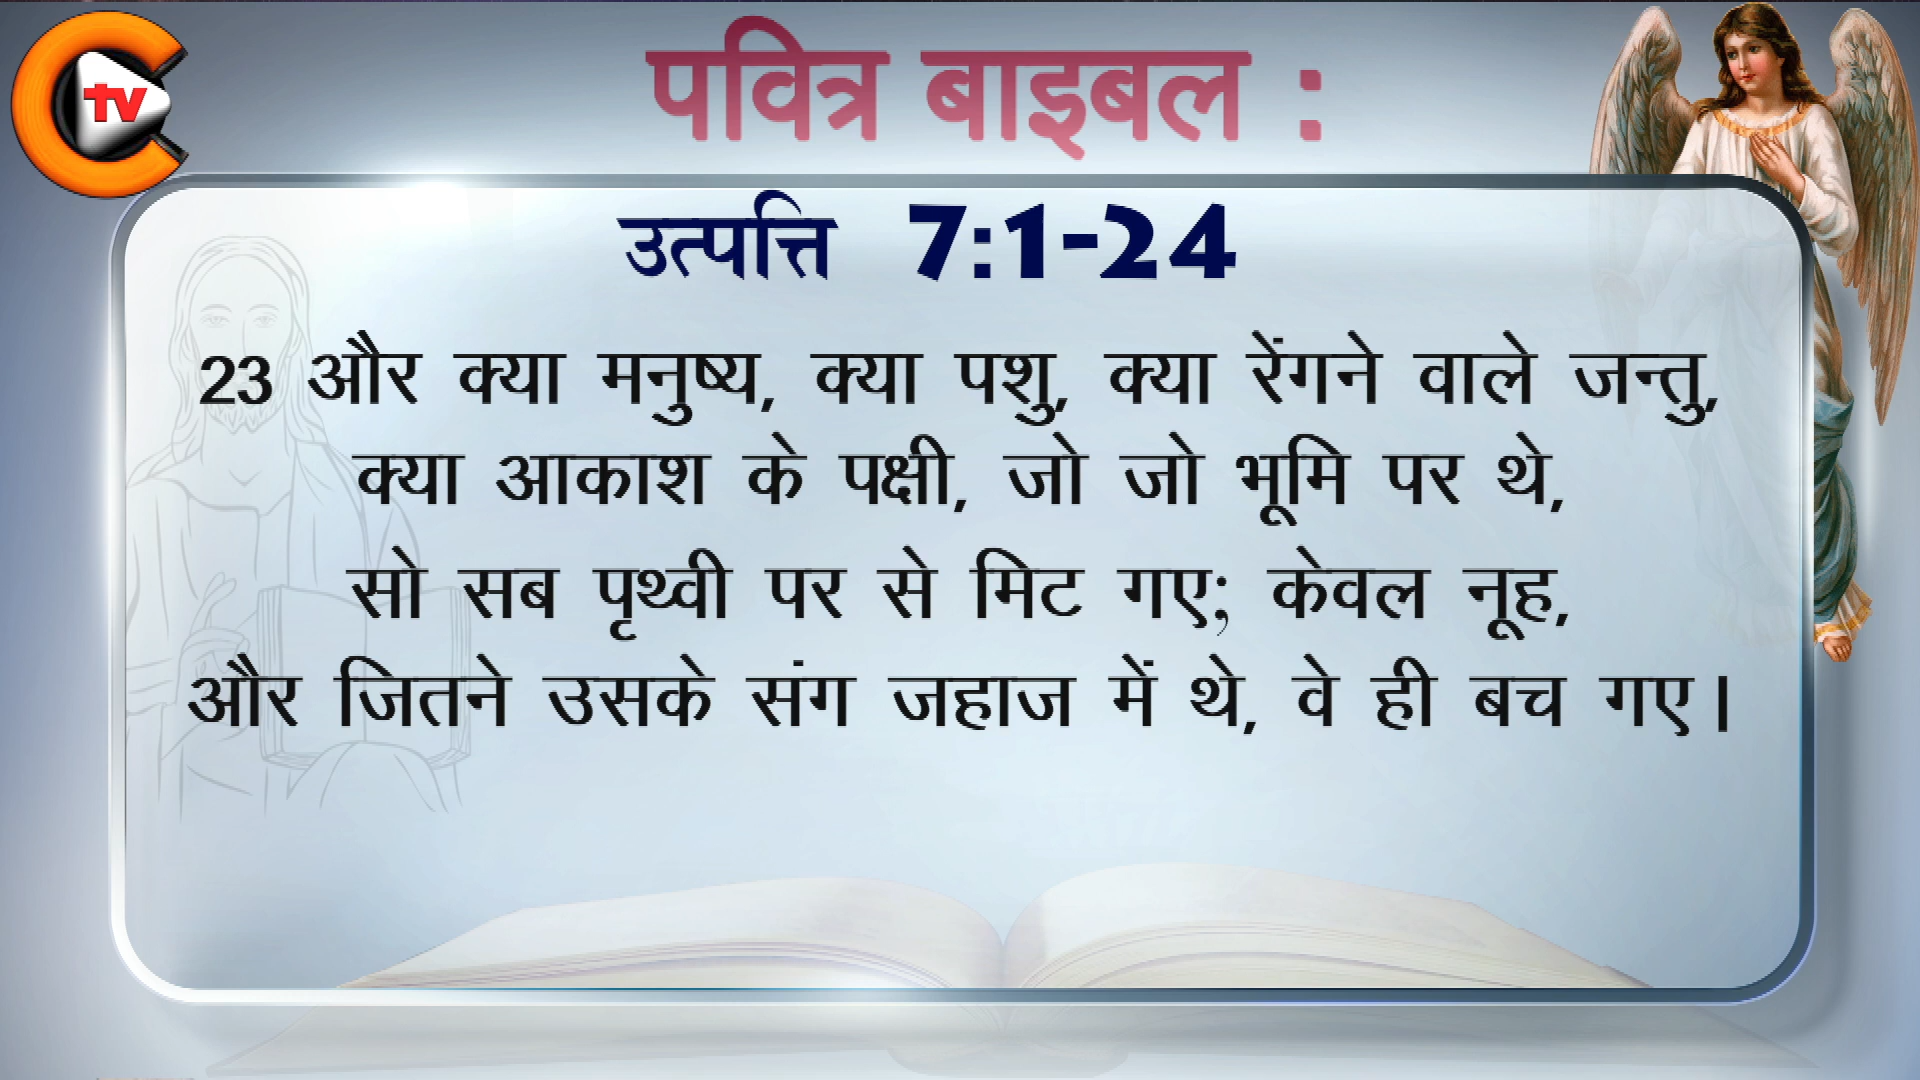 C tv
पवित्र बाइबल :
उत्पत्ति 7:1-24
23 और क्या मनुष्य, क्या पशु, क्या रेंगने वाले जन्तु,
क्या आकाश के पक्षी, जो जो भूमि पर थे,
सो सब पृथ्वी पर से मिट गए; केवल नूह,
और जितने उसके संग जहाज में थे, वे ही बच गए।